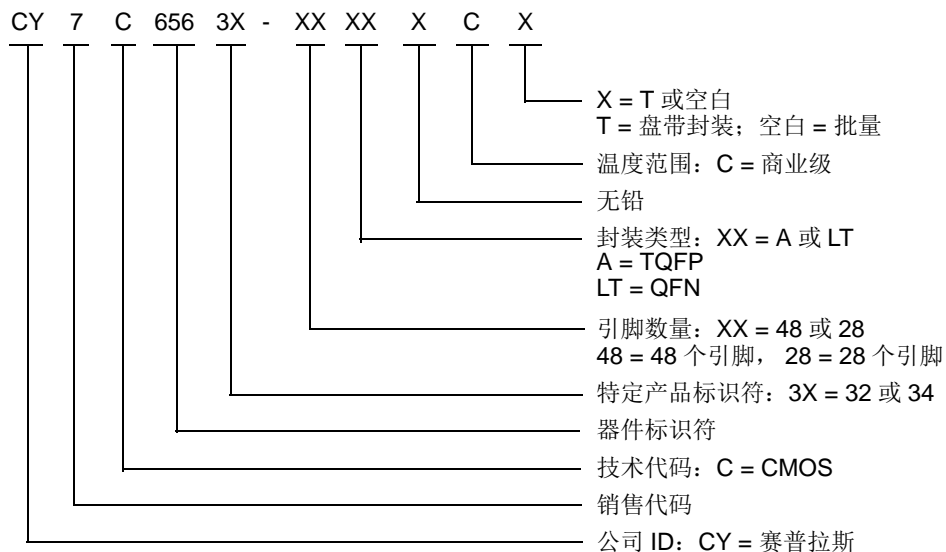 CY 7 C 656 3X - XX XX X C X
X = T 或空白
T = 盘带封装；空白 = 批量
温度范围：C = 商业级
无铅
封装类型：XX = A 或 LT
A = TQFP
LT = QFN
引脚数量：XX = 48 或 28
48 = 48 个引脚， 28 = 28 个引脚
特定产品标识符：3X = 32 或 34
器件标识符
技术代码：C = CMOS
销售代码
公司 ID：CY = 赛普拉斯